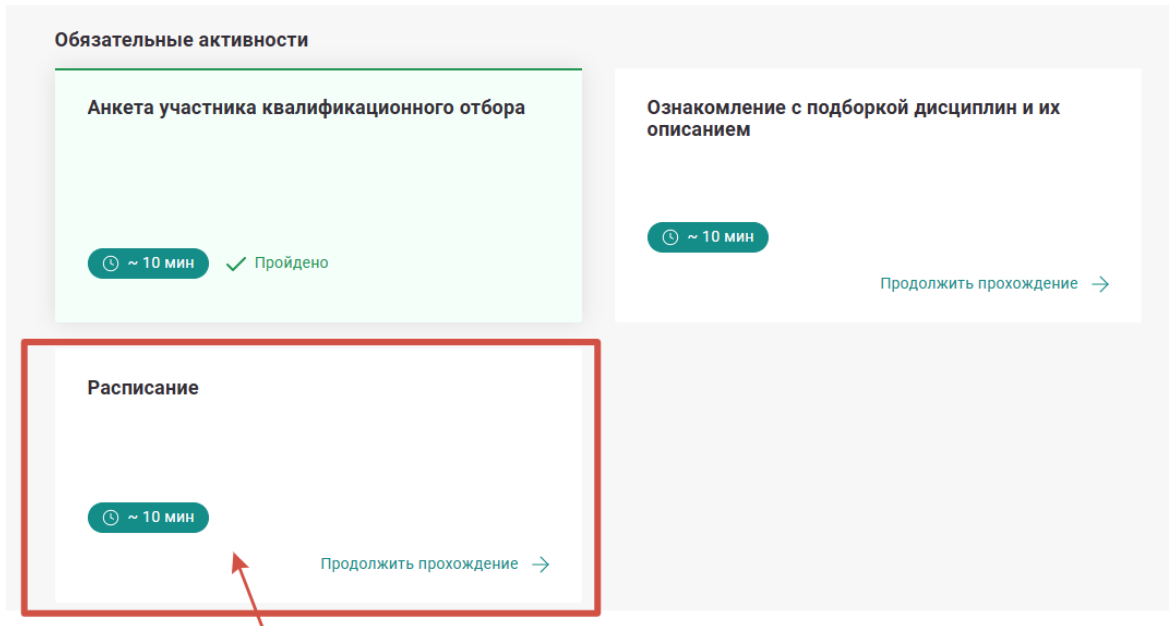 Обязательные активности
Анкета участника квалификационного отбора
~ 10 мин
Пройдено
Ознакомление с подборкой дисциплин и их
описанием
~ 10 мин
Продолжить прохождение
Расписание
~ 10 мин
Продолжить прохождение